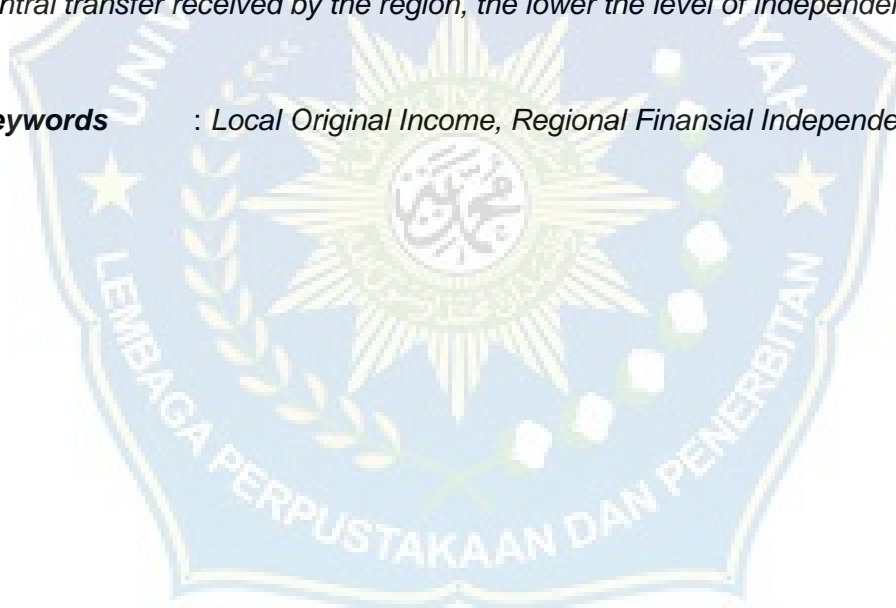 ntral transfer received by the region, the lower the level of independe
eywords : Local Original Income, Regional Finansial Independe
LEMBAGA PERPUSTAKAAN DAN PENERBITAN